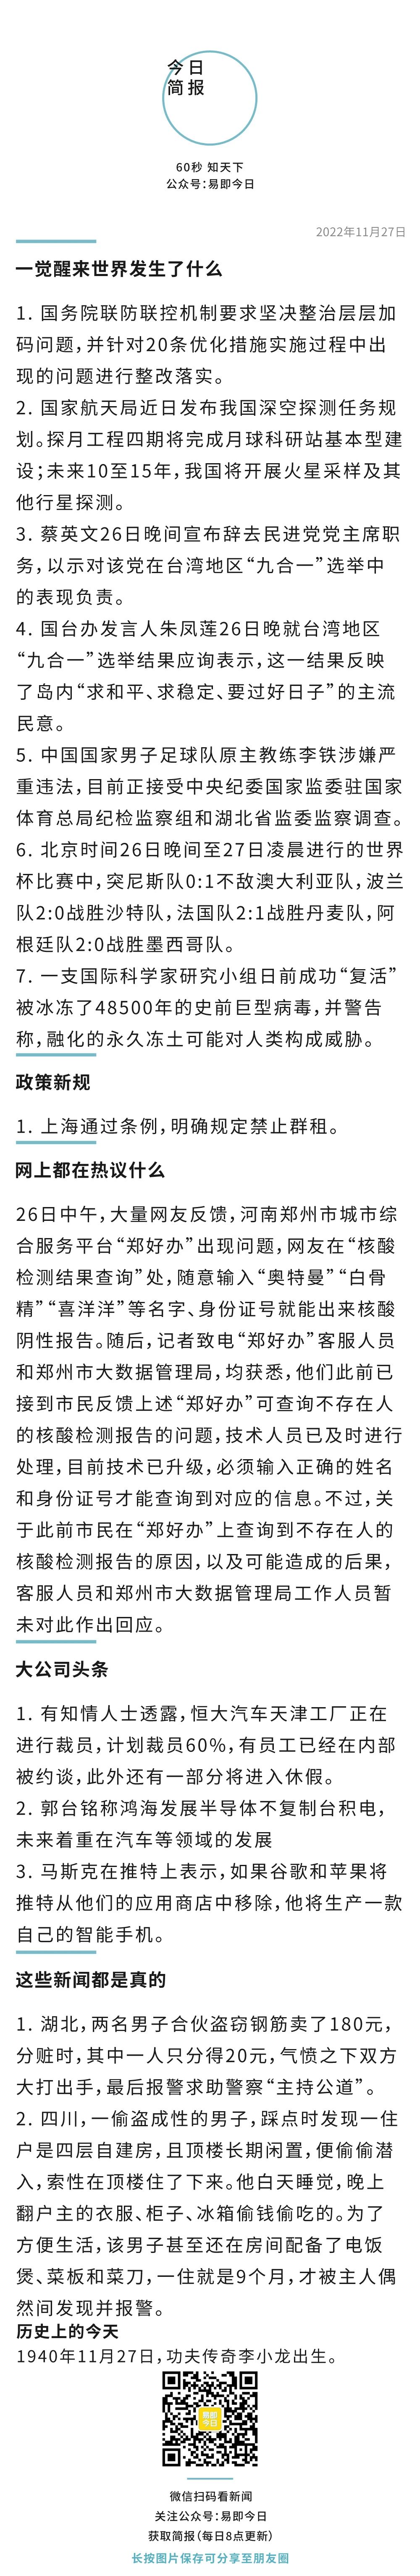 今日
简报
60秒 知天下
公众号：易即今日
2022年11月27日
一觉醒来世界发生了什么
1. 国务院联防联控机制要求坚决整治层层加
码问题，并针对20条优化措施实施过程中出
现的问题进行整改落实。
2. 国家航天局近日发布我国深空探测任务规
划。探月工程四期将完成月球科研站基本型建
设；未来10至15年，我国将开展火星采样及其
他行星探测。
3. 蔡英文26日晚间宣布辞去民进党党主席职
务，以示对该党在台湾地区“九合一”选举中
的表现负责。
4. 国台办发言人朱凤莲26日晚就台湾地区
“九合一”选举结果应询表示，这一结果反映
了岛内“求和平、求稳定、要过好日子”的主流
民意。
5. 中国国家男子足球队原主教练李铁涉嫌严
重违法，目前正接受中央纪委国家监委驻国家
体育总局纪检监察组和湖北省监委监察调查。
6. 北京时间26日晚间至27日凌晨进行的世界
杯比赛中，突尼斯队0:1不敌澳大利亚队，波兰
队2:0战胜沙特队，法国队2:1战胜丹麦队，阿
根廷队2:0战胜墨西哥队。
7. 一支国际科学家研究小组日前成功“复活”
被冰冻了48500年的史前巨型病毒，并警告
称，融化的永久冻土可能对人类构成威胁。
政策新规
1. 上海通过条例，明确规定禁止群租。
网上都在热议什么
26日中午，大量网友反馈，河南郑州市城市综
合服务平台“郑好办”出现问题，网友在“核酸
检测结果查询”处，随意输入“奥特曼”“白骨
精”“喜洋洋”等名字、身份证号就能出来核酸
阴性报告。随后，记者致电“郑好办”客服人员
和郑州市大数据管理局，均获悉，他们此前已
接到市民反馈上述“郑好办”可查询不存在人
的核酸检测报告的问题，技术人员已及时进行
处理，目前技术已升级，必须输入正确的姓名
和身份证号才能查询到对应的信息。不过，关
于此前市民在“郑好办”上查询到不存在人的
核酸检测报告的原因，以及可能造成的后果，
客服人员和郑州市大数据管理局工作人员暂
未对此作出回应。
大公司头条
1. 有知情人士透露，恒大汽车天津工厂正在
进行裁员，计划裁员60%，有员工已经在内部
被约谈，此外还有一部分将进入休假。
2. 郭台铭称鸿海发展半导体不复制台积电，
未来着重在汽车等领域的发展
3. 马斯克在推特上表示，如果谷歌和苹果将
推特从他们的应用商店中移除，他将生产一款
自己的智能手机。
这些新闻都是真的
1. 湖北，两名男子合伙盗窃钢筋卖了180元，
分赃时，其中一人只分得20元，气愤之下双方
大打出手，最后报警求助警察“主持公道”。
2. 四川，一偷盗成性的男子，踩点时发现一住
户是四层自建房，且顶楼长期闲置，便偷偷潜
入，索性在顶楼住了下来。他白天睡觉，晚上
翻户主的衣服、柜子、冰箱偷钱偷吃的。为了
方便生活，该男子甚至还在房间配备了电饭
煲、菜板和菜刀，一住就是9个月，才被主人偶
然间发现并报警。
历史上的今天
1940年11月27日，功夫传奇李小龙出生。
易即
今日
微信扫码看新闻
关注公众号：易即今日
获取简报（每日8点更新）
长按图片保存可分享至朋友圈